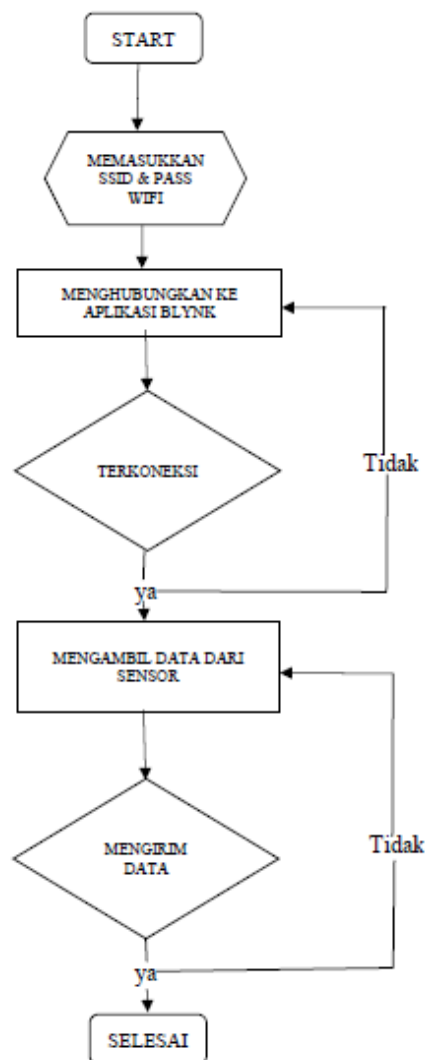 START
MEMASUKKAN
SSID & PASS
WIFI
MENGHUBUNGKAN KE
APLIKASI BLYNK
TERKONEKSI
Tidak
ya
MENGAMBIL DATA DARI
SENSOR
MENGIRIM
DATA
Tidak
ya
SELESAI